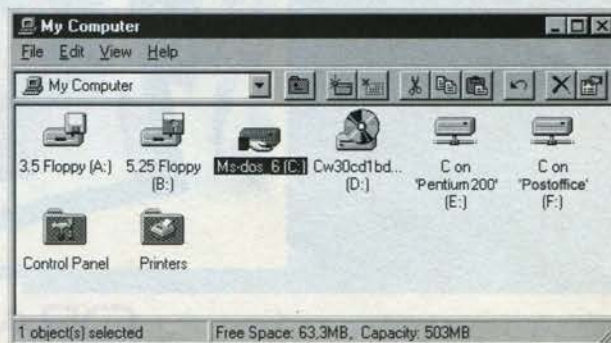 My Computer
File Edit View Help
My Computer
3.5 Floppy (A:)
5.25 Floppy
(B:)
Ms-dos 6 (C:)
Cw30cd1bd...
(D:)
C on
'Pentium 200'
(E:)
C on
'Postoffice'
(F:)
Control Panel
Printers
1 object(s) selected
Free Space: 63.3MB, Capacity: 503MB